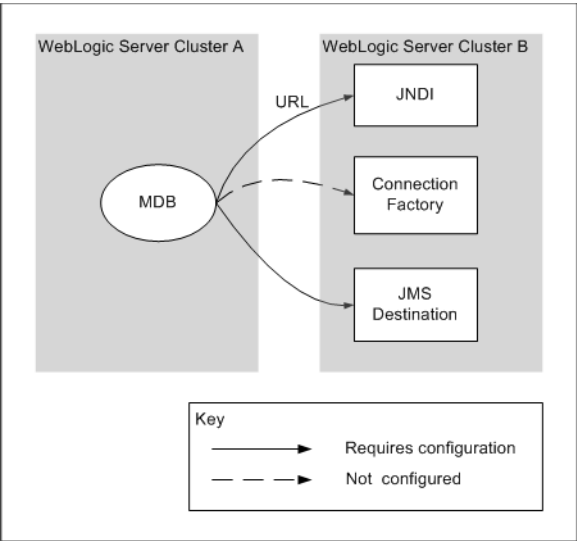 WebLogic Server Cluster A
WebLogic Server Cluster B
URL
JNDI
MDB
Connection
Factory
JMS
Destination
Key
Requires configuration
Not configured